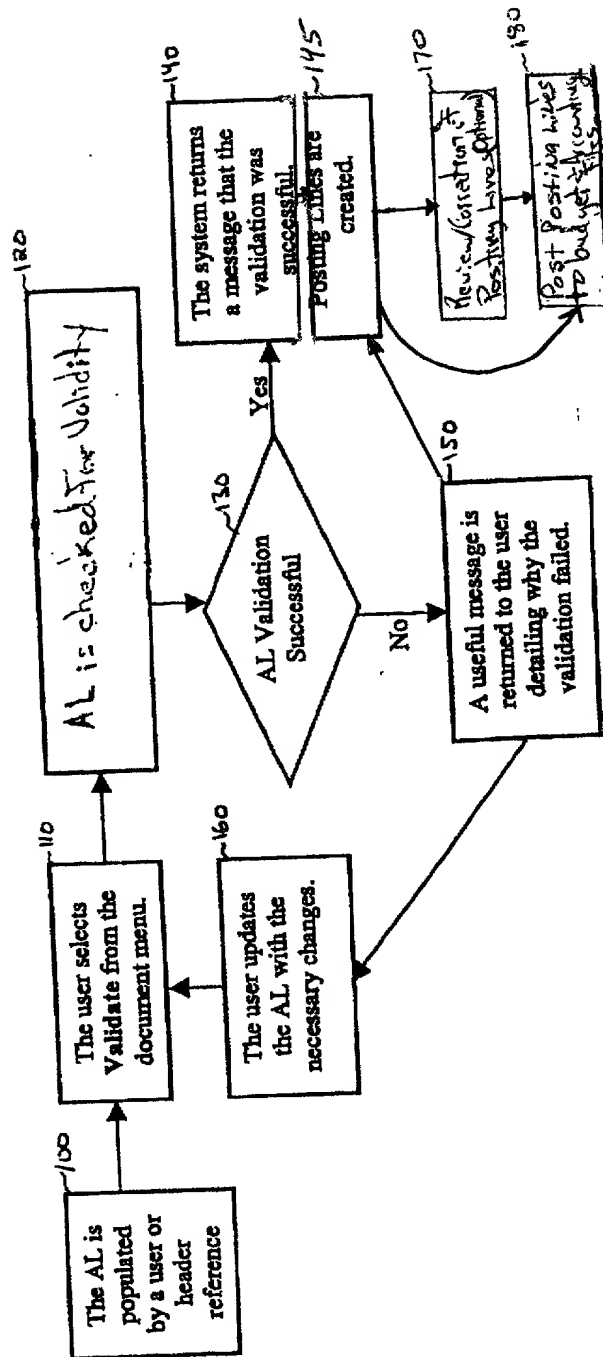 100
The AL is
populated
by a user or
header
reference
110
The user selects
Validate from the
document menu.
120
AL is checked for Validity
130
AL Validation
Successful
Yes
No
140
The system returns
a message that the
validation was
successful.
145
Posting Lines are
created.
150
A useful message is
returned to the user
detailing why the
validation failed.
160
The user updates
the AL with the
necessary changes.
170
Review/Correction of
Posting Lines (Optional)
180
Post Posting Lines
to budget & accounting
files.